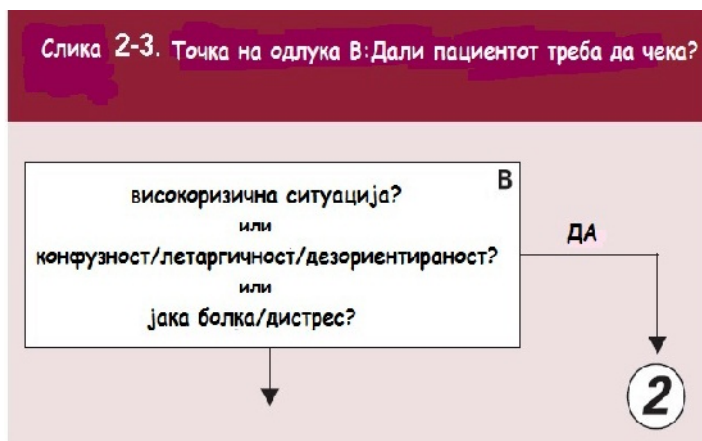 Слика 2-3. Точка на одлука B:Дали пациентот треба да чека?
B
високоризична ситуација?
или
конфузност/летаргичност/дезориентираност?
или
јака болка/дистрес?
ДА
2